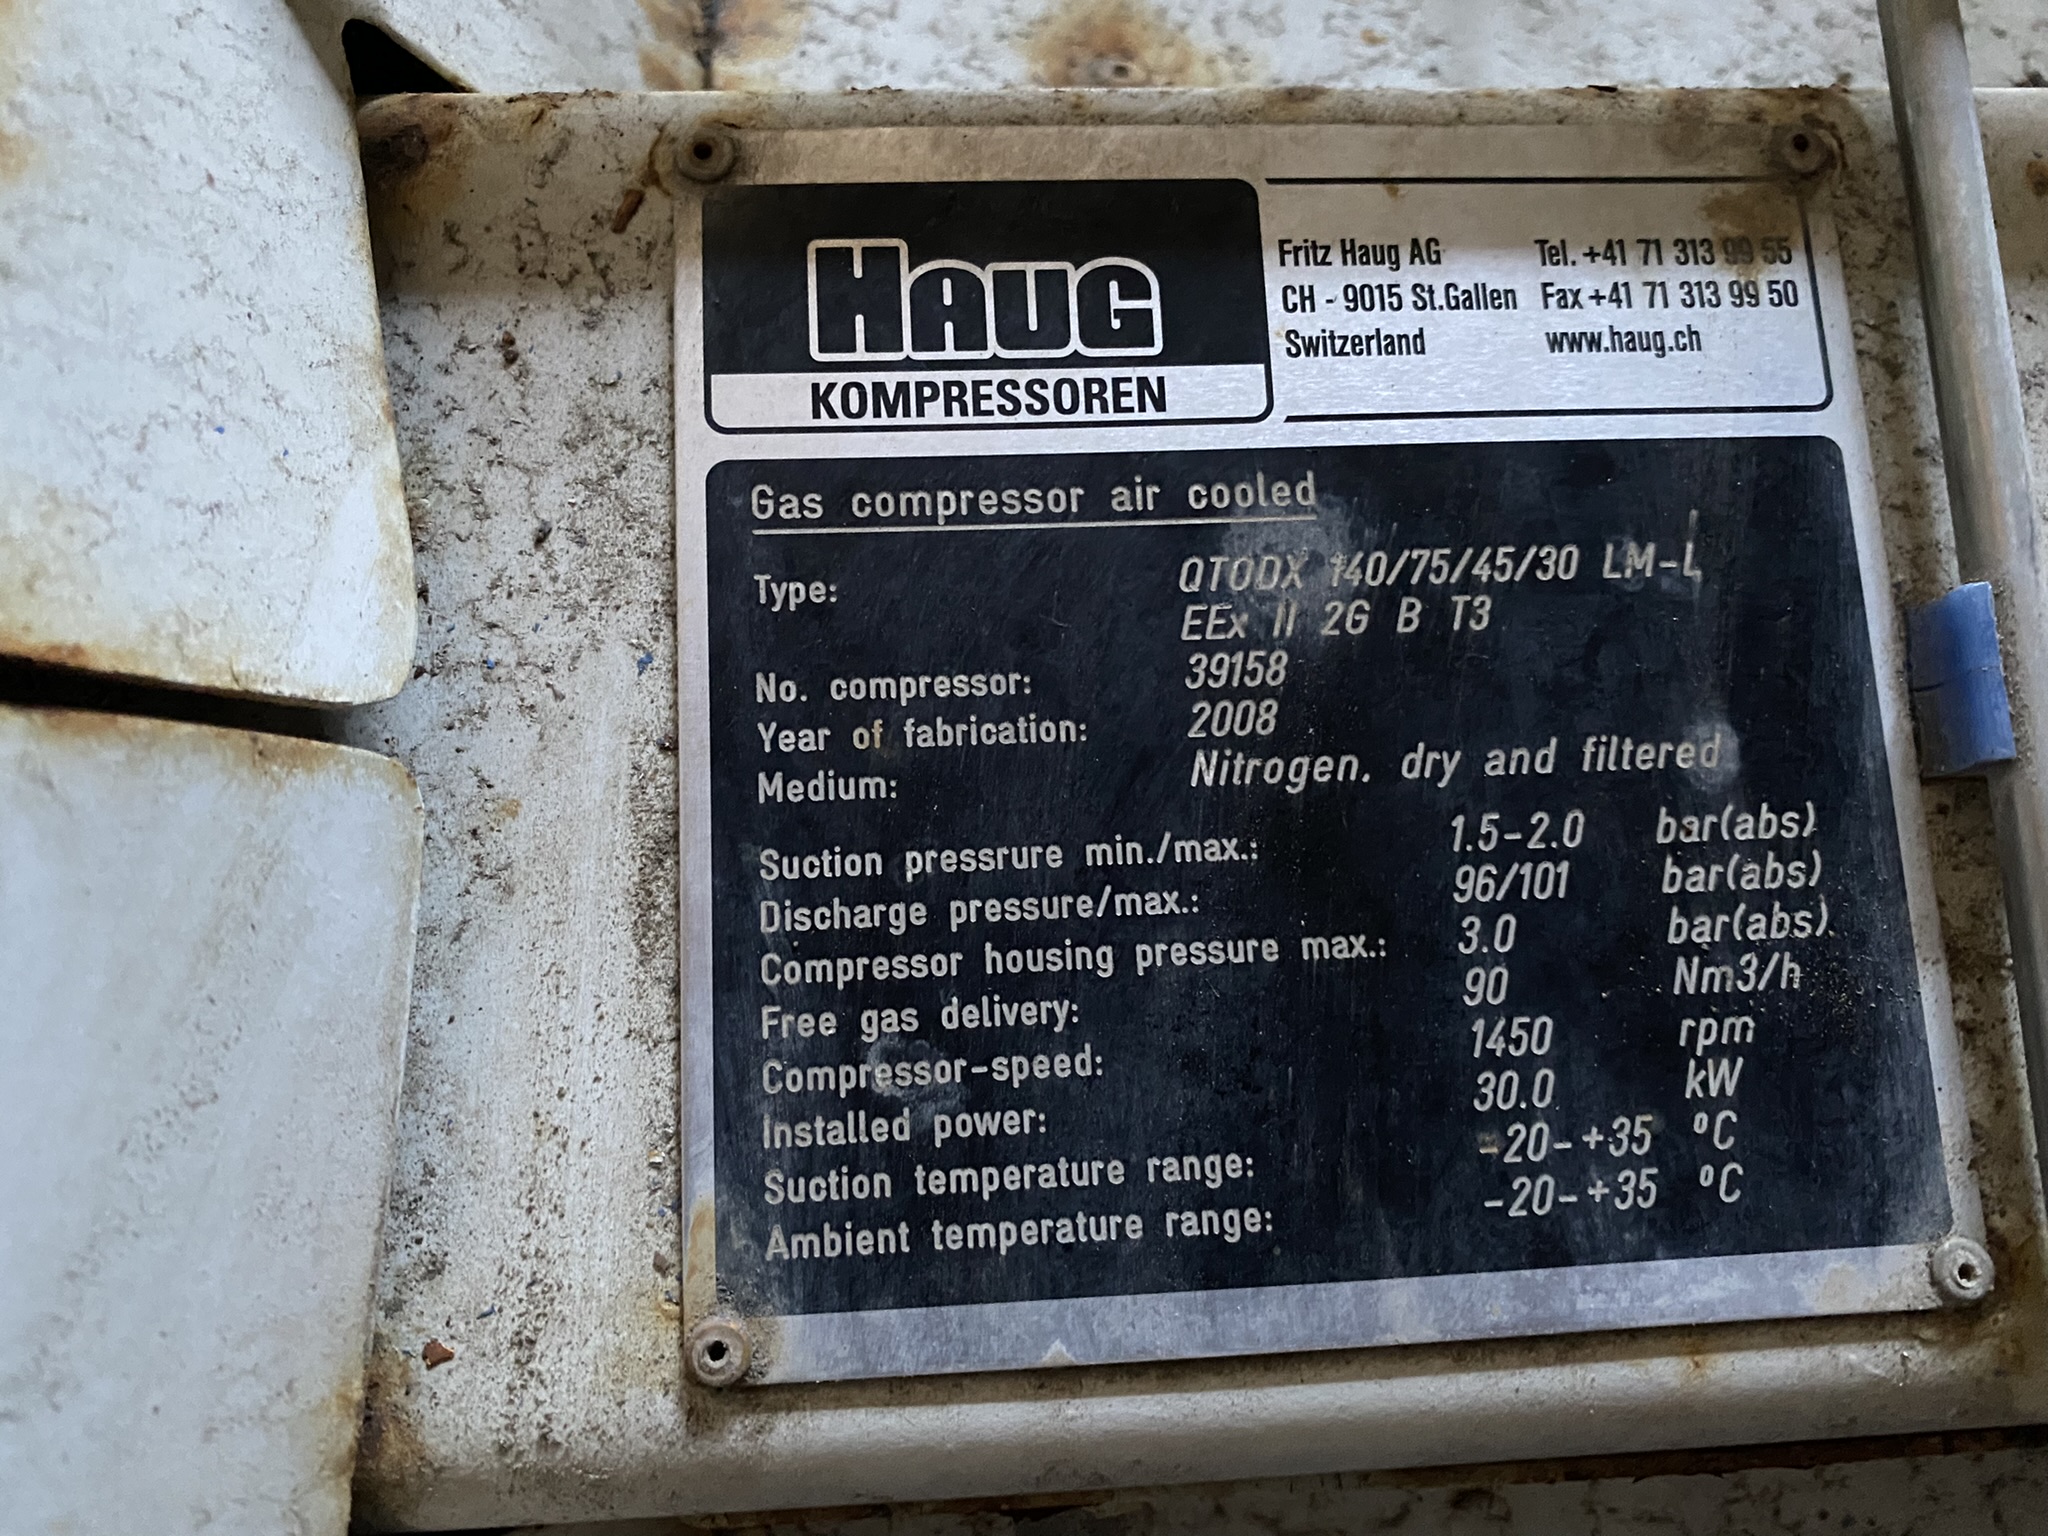 HAUG
KOMPRESSOREN
Fritz Haug AG Tel. +41 71 313 99 55
CH - 9015 St.Gallen Fax +41 71 313 99 50
Switzerland www.haug.ch
Gas compressor air cooled
Type: QTODX 140/75/45/30 LM-L
EEx II 2G B T3
No. compressor: 39158
Year of fabrication: 2008
Medium: Nitrogen, dry and filtered
Suction pressrure min./max.: 1.5-2.0 bar(abs)
Discharge pressure/max.: 96/101 bar(abs)
Compressor housing pressure max.: 3.0 bar(abs)
Free gas delivery: 90 Nm3/h
Compressor-speed: 1450 rpm
Installed power: 30.0 kW
Suction temperature range: -20-+35 °C
Ambient temperature range: -20-+35 °C